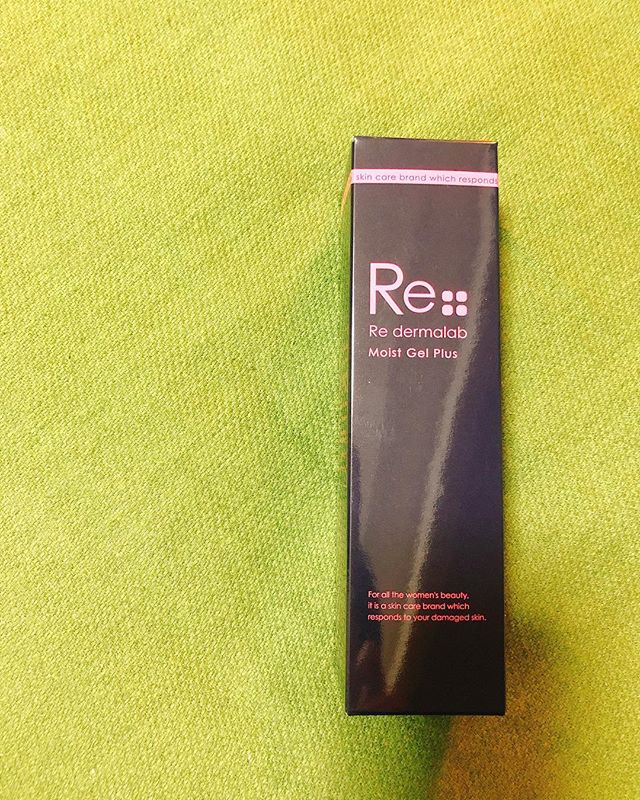 skin care brand which responds
Re
Re dermalab
Moist Gel Plus
For all the women's beauty,
it is a skin care brand which
responds to your damaged skin.